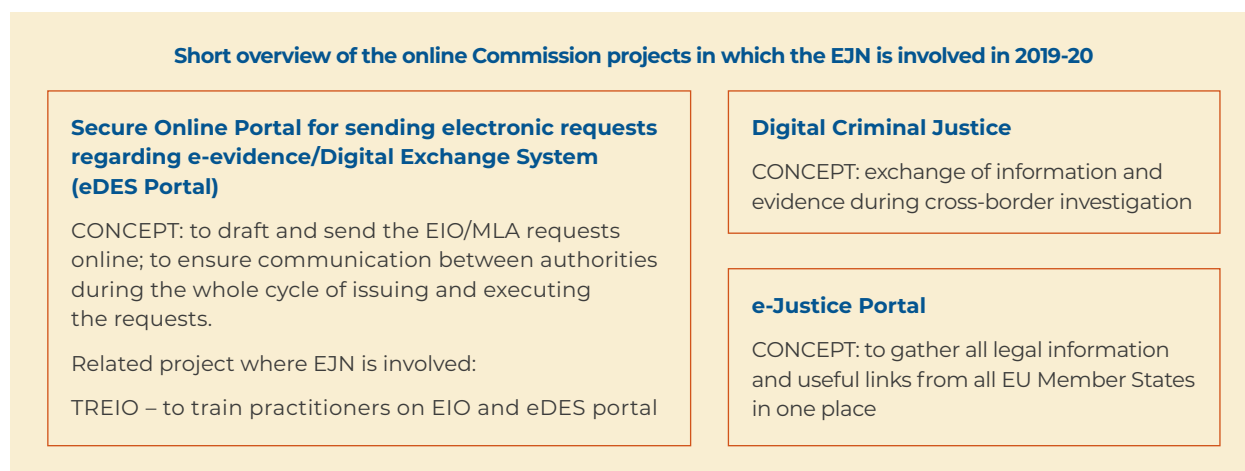 Short overview of the online Commission projects in which the EJN is involved in 2019-20
Secure Online Portal for sending electronic requests
regarding e-evidence/Digital Exchange System
(eDES Portal)
CONCEPT: to draft and send the EIO/MLA requests
online; to ensure communication between authorities
during the whole cycle of issuing and executing
the requests.
Related project where EJN is involved:
TREIO – to train practitioners on EIO and eDES portal
Digital Criminal Justice
CONCEPT: exchange of information and
evidence during cross-border investigation
e-Justice Portal
CONCEPT: to gather all legal information
and useful links from all EU Member States
in one place